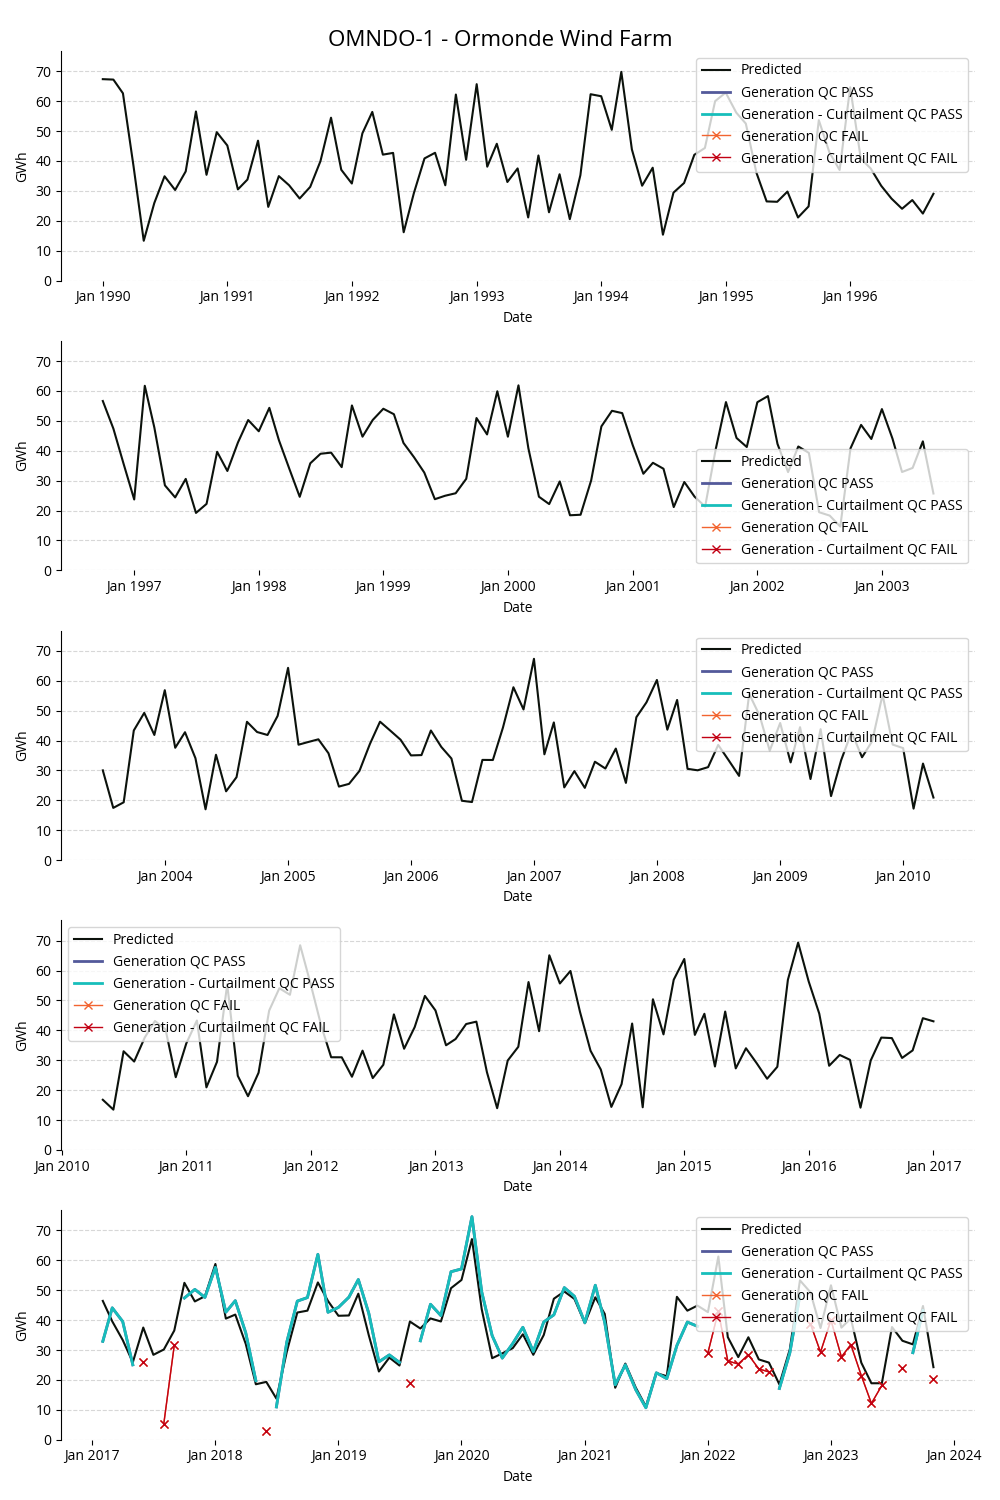 OMNDO-1 - Ormonde Wind Farm
70
60
50
40
30
20
10
0
GWh
Predicted
Generation QC PASS
Generation - Curtailment QC PASS
Generation QC FAIL
Generation - Curtailment QC FAIL
Jan 1990 Jan 1991 Jan 1992 Jan 1993 Jan 1994 Jan 1995 Jan 1996
Date
70
60
50
40
30
20
10
0
GWh
Predicted
Generation QC PASS
Generation - Curtailment QC PASS
Generation QC FAIL
Generation - Curtailment QC FAIL
Jan 1997 Jan 1998 Jan 1999 Jan 2000 Jan 2001 Jan 2002 Jan 2003
Date
70
60
50
40
30
20
10
0
GWh
Predicted
Generation QC PASS
Generation - Curtailment QC PASS
Generation QC FAIL
Generation - Curtailment QC FAIL
Jan 2004 Jan 2005 Jan 2006 Jan 2007 Jan 2008 Jan 2009 Jan 2010
Date
70
60
50
40
30
20
10
0
GWh
Predicted
Generation QC PASS
Generation - Curtailment QC PASS
Generation QC FAIL
Generation - Curtailment QC FAIL
Jan 2010 Jan 2011 Jan 2012 Jan 2013 Jan 2014 Jan 2015 Jan 2016 Jan 2017
Date
70
60
50
40
30
20
10
0
GWh
Predicted
Generation QC PASS
Generation - Curtailment QC PASS
Generation QC FAIL
Generation - Curtailment QC FAIL
Jan 2017 Jan 2018 Jan 2019 Jan 2020 Jan 2021 Jan 2022 Jan 2023 Jan 2024
Date